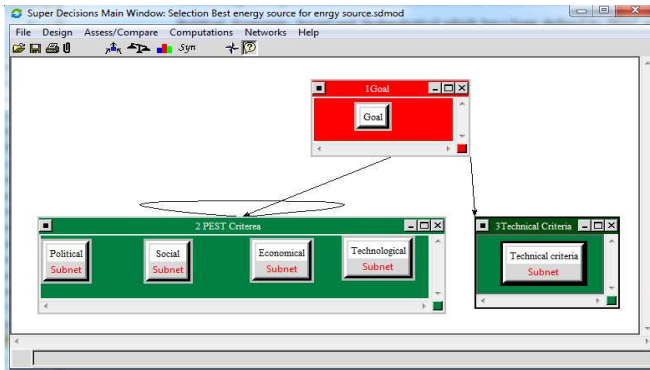 Super Decisions Main Window: Selection Best energy source for enrgy source.sdmod
File Design Assess/Compare Computations Networks Help
Syn
1Goal
Goal
2 PEST Criterea
3Technical Criteria
Political
Subnet
Social
Subnet
Economical
Subnet
Technological
Subnet
Technical criteria
Subnet